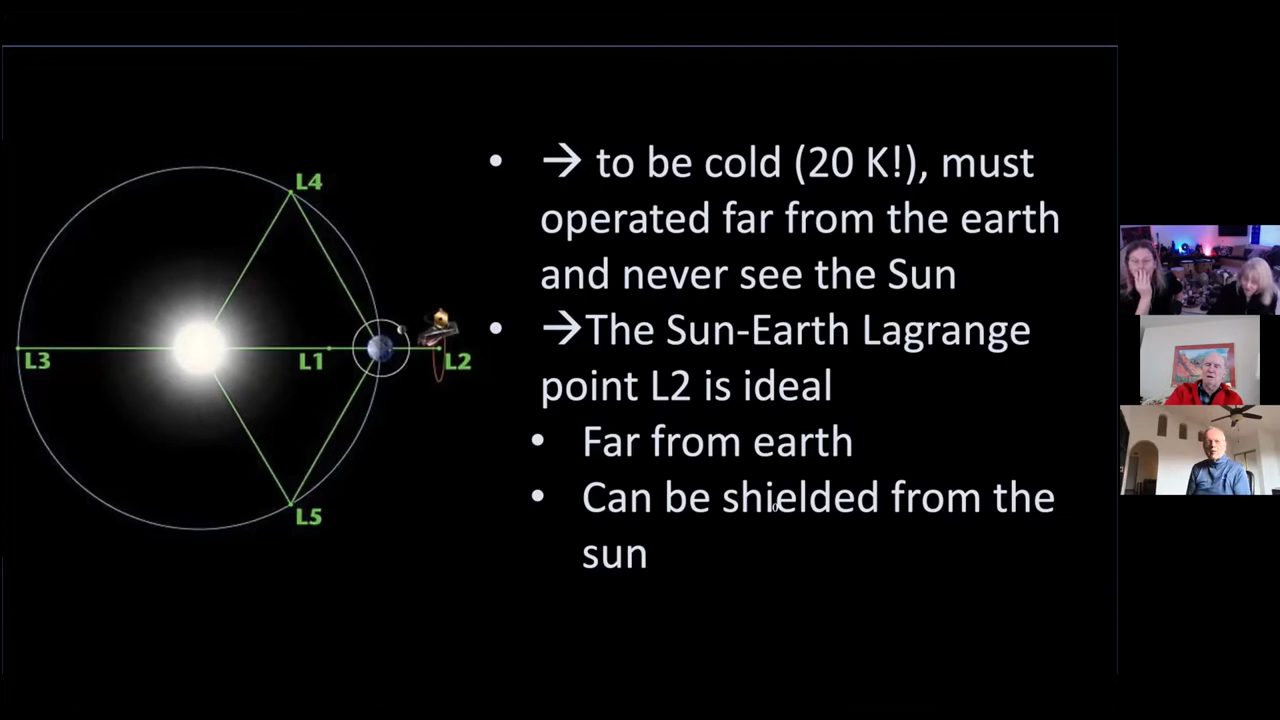 L4
L3
L1
L2
L5
• → to be cold (20 K!), must
operated far from the earth
and never see the Sun
• →The Sun-Earth Lagrange
point L2 is ideal
• Far from earth
• Can be shielded from the
sun